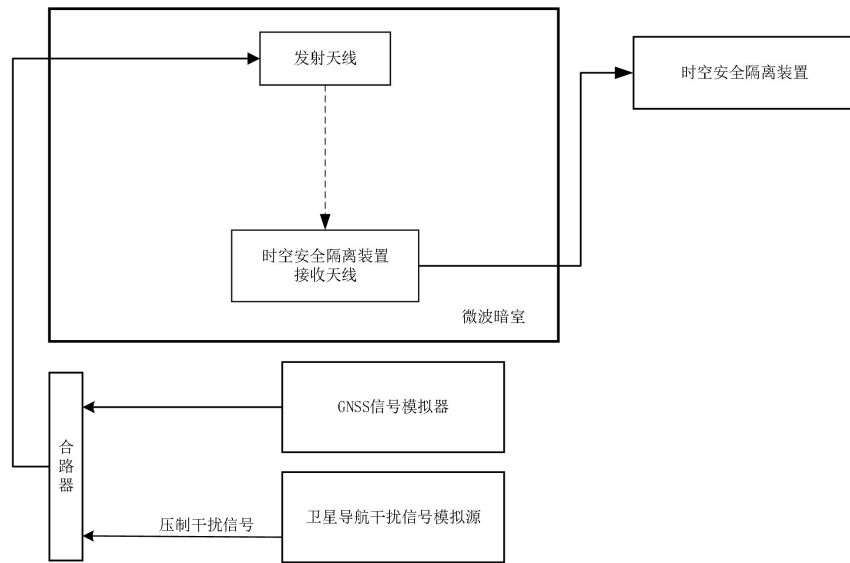 发射天线
时空安全隔离装置
时空安全隔离装置
接收天线
微波暗室
GNSS信号模拟器
合
路
器
压制干扰信号
卫星导航干扰信号模拟源